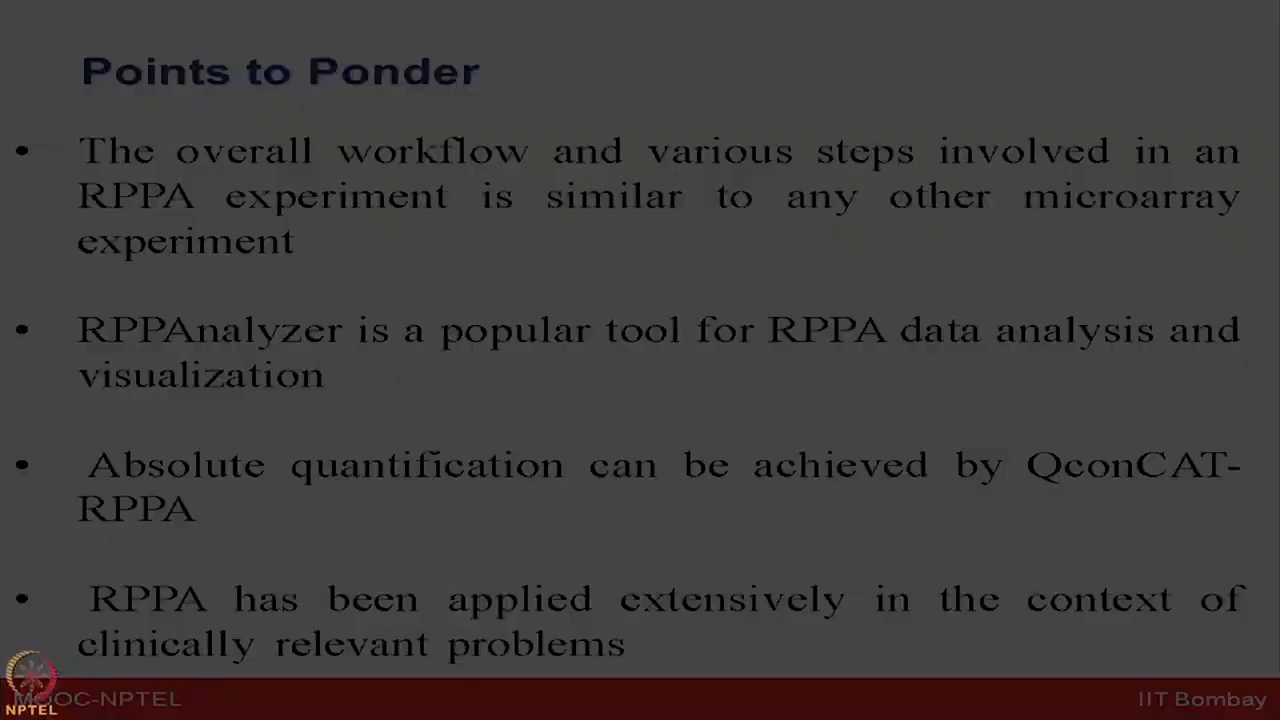 Points to Ponder
• The overall workflow and various steps involved in an
RPPA experiment is similar to any other microarray
experiment
• RPPAnalyzer is a popular tool for RPPA data analysis and
visualization
• Absolute quantification can be achieved by QconCAT-
RPPA
• RPPA has been applied extensively in the context of
clinically relevant problems
MOOC-NPTEL
NPTEL
IIT Bombay